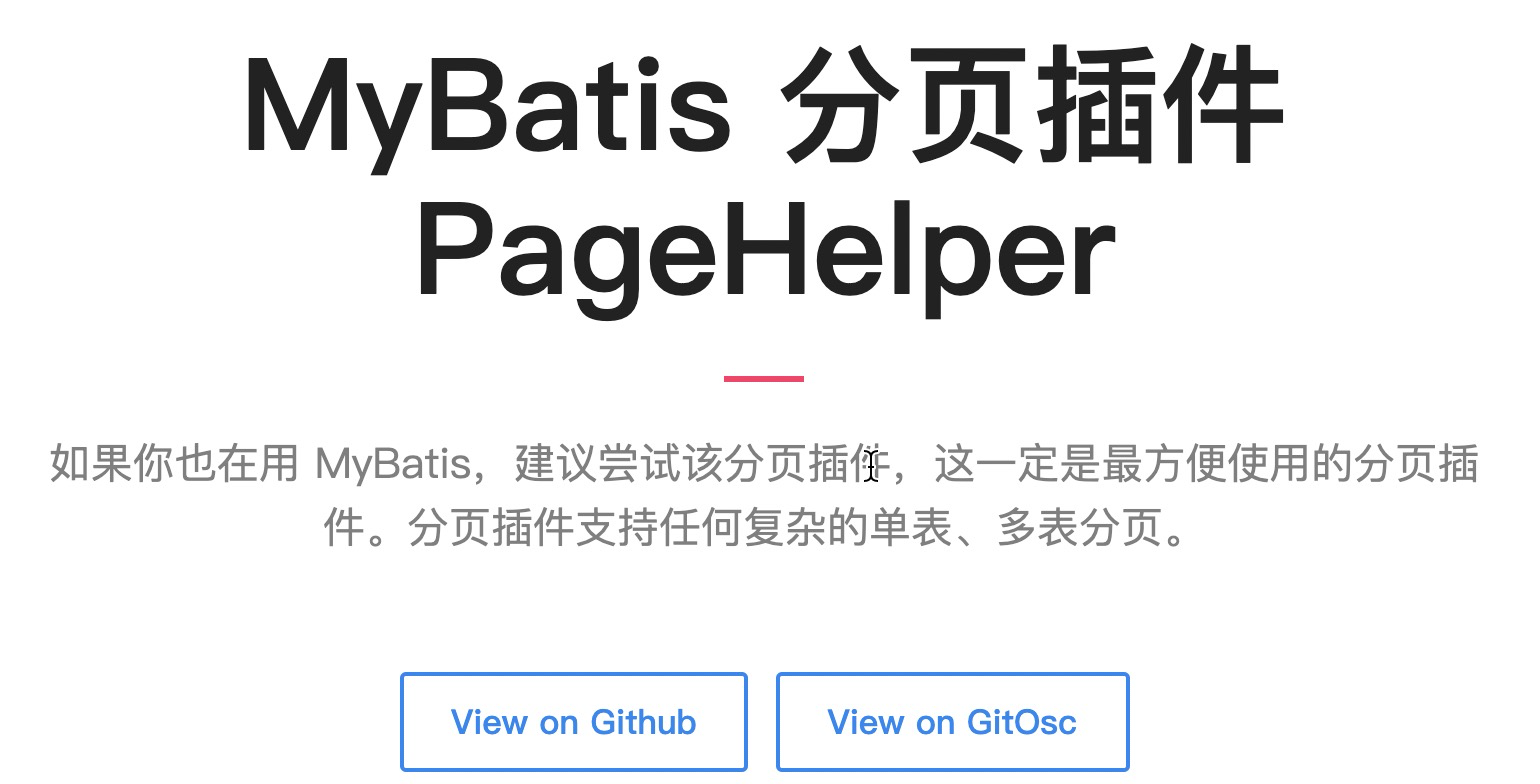 MyBatis 分页插件
PageHelper
如果你也在用 MyBatis，建议尝试该分页插件，这一定是最方便使用的分页插
件。分页插件支持任何复杂的单表、多表分页。
View on Github
View on GitOsc